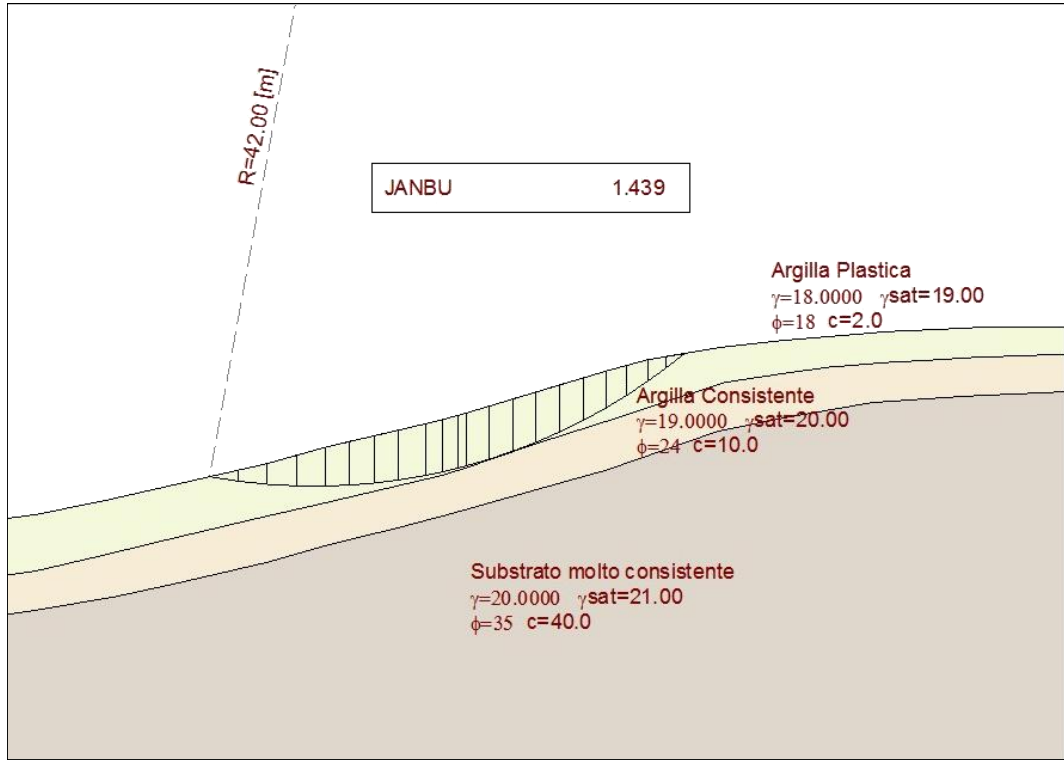 R=42.00 [m]
JANBU 1.439
Argilla Plastica
γ=18.0000 γsat=19.00
ϕ=18 c=2.0
Argilla Consistente
γ=19.0000 γsat=20.00
ϕ=24 c=10.0
Substrato molto consistente
γ=20.0000 γsat=21.00
ϕ=35 c=40.0